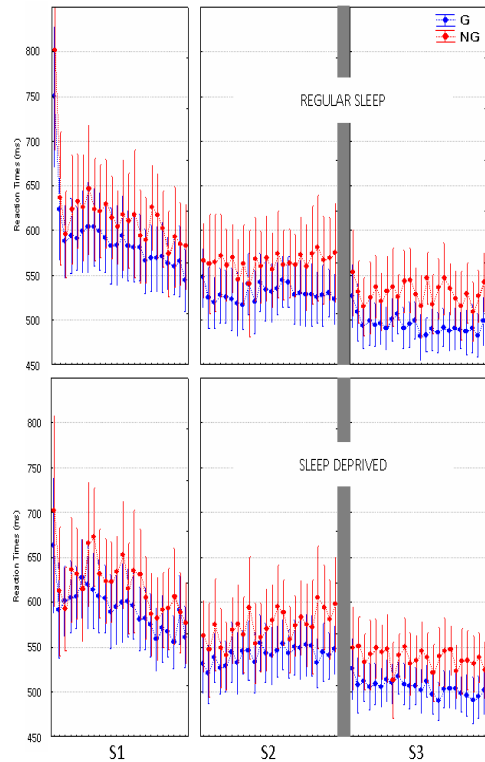 G
NG
REGULAR SLEEP
Reaction Times (ms)
800
750
700
650
600
550
500
450
SLEEP DEPRIVED
Reaction Times (ms)
800
750
700
650
600
550
500
450
S1 S2 S3